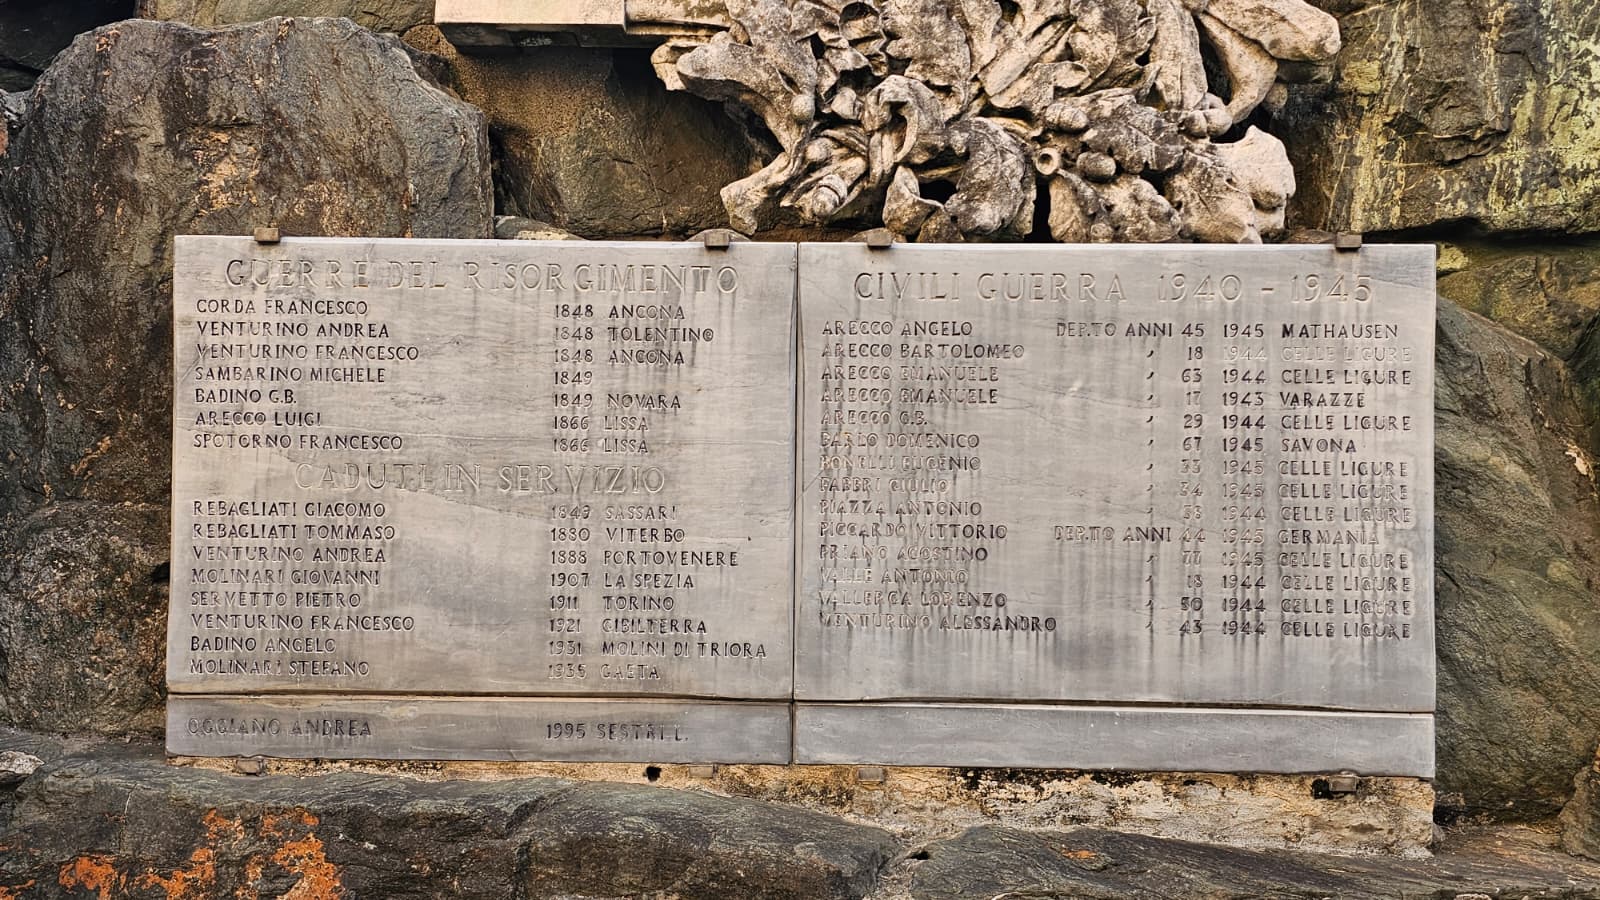 GUERRE DEL RISORGIMENTO
CORDA FRANCESCO 1848 ANCONA
VENTURINO ANDREA 1848 TOLENTINO
VENTURINO FRANCESCO 1848 ANCONA
SAMBARINO MICHELE 1849
BADINO G.B. 1849 NOVARA
ARECCO LUIGI 1866 LISSA
SPOTORNO FRANCESCO 1866 LISSA
CADUTI IN SERVIZIO
REBAGLIATI GIACOMO 1849 SASSARI
REBAGLIATI TOMMASO 1880 VITERBO
VENTURINO ANDREA 1888 PORTOVENERE
MOLINARI GIOVANNI 1907 LA SPEZIA
SERVETTO PIETRO 1911 TORINO
VENTURINO FRANCESCO 1921 GIBILTERRA
BADINO ANGELO 1931 MOLINI DI TRIORA
MOLINARI STEFANO 1935 GAETA
OGGIANO ANDREA 1995 SESTRI L.
CIVILI GUERRA 1940 - 1945
ARECCO ANGELO DEP.TO ANNI 45 1945 MATHAUSEN
ARECCO BARTOLOMEO , 18 1944 CELLE LIGURE
ARECCO EMANUELE , 63 1944 CELLE LIGURE
ARECCO EMANUELE , 17 1943 VARAZZE
ARECCO G.B. , 29 1944 CELLE LIGURE
BARLO DOMENICO , 67 1945 SAVONA
BONELLI EUGENIO , 33 1945 CELLE LIGURE
FABBRI GIULIO , 34 1945 CELLE LIGURE
PIAZZA ANTONIO , 38 1944 CELLE LIGURE
PICCARDO VITTORIO DEP.TO ANNI 44 1945 GERMANIA
PRIANO AGOSTINO , 77 1945 CELLE LIGURE
VALLE ANTONIO , 18 1944 CELLE LIGURE
VALLERGA LORENZO , 50 1944 CELLE LIGURE
VENTURINO ALESSANDRO , 43 1944 CELLE LIGURE